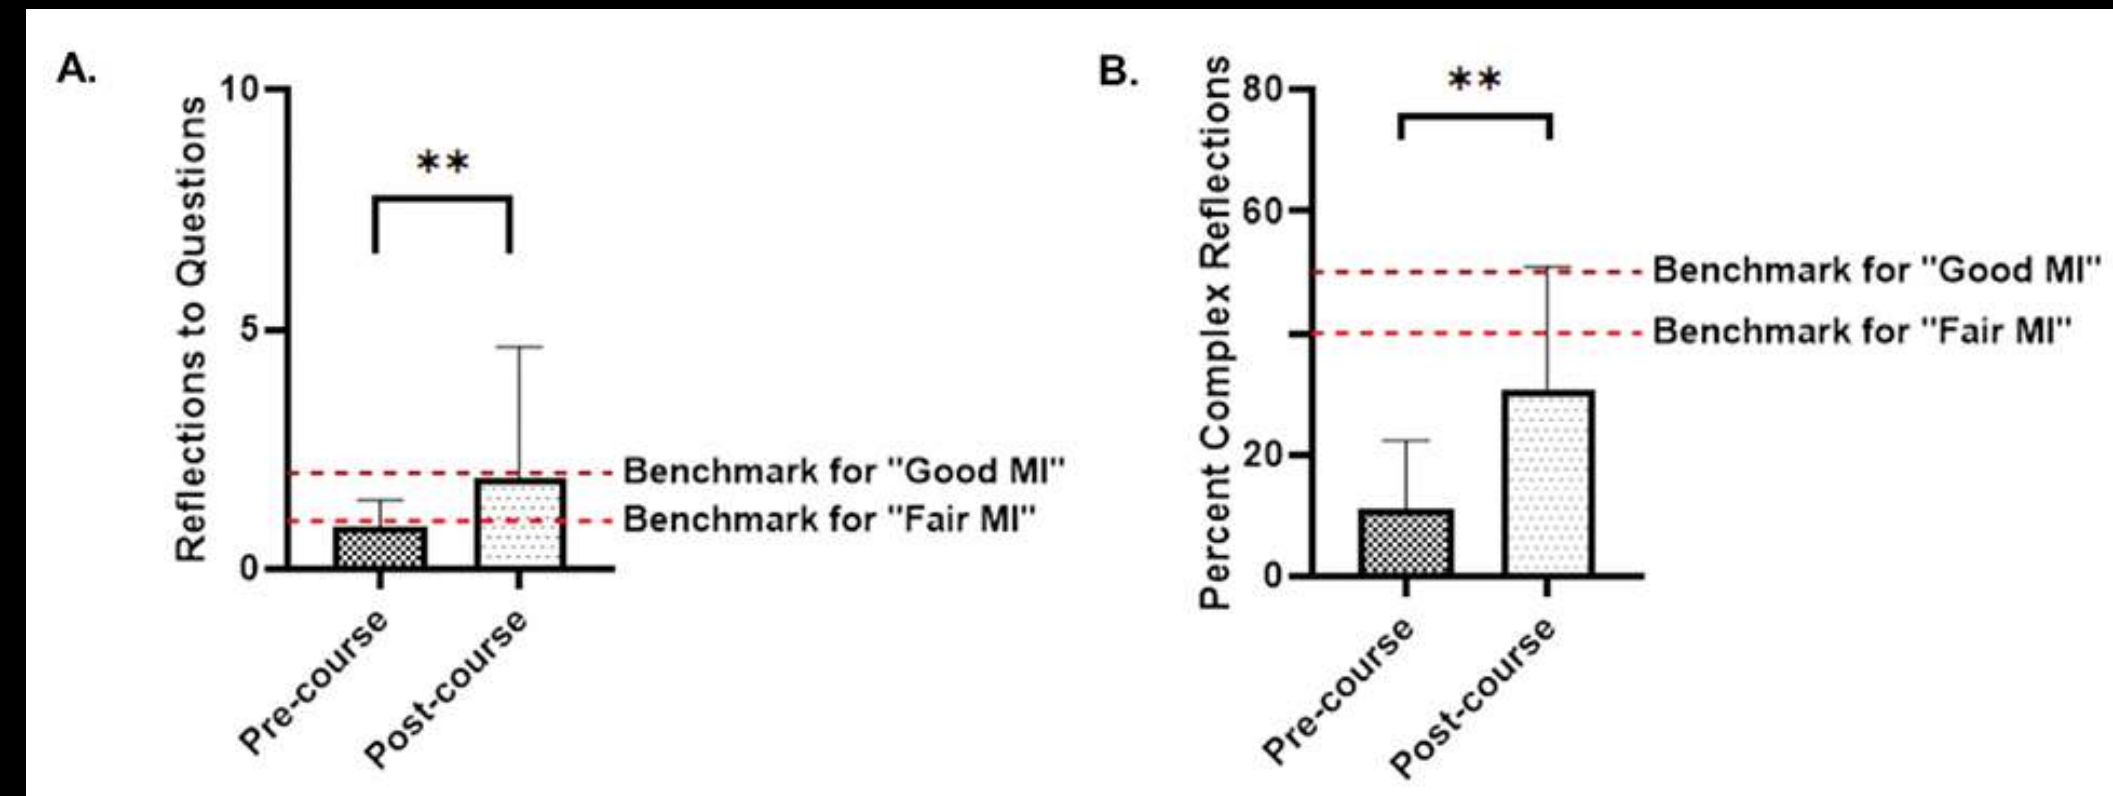 A.
Reflections to Questions
10
5
0
**
Benchmark for "Good MI"
Benchmark for "Fair MI"
Pre-course
Post-course
B.
Percent Complex Reflections
80
60
20
0
**
Benchmark for "Good MI"
Benchmark for "Fair MI"
Pre-course
Post-course